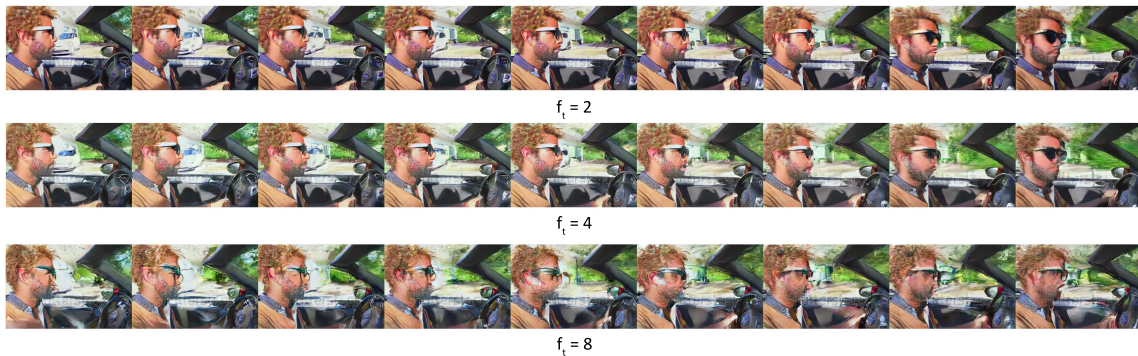 f_t = 2
f_t = 4
f_t = 8